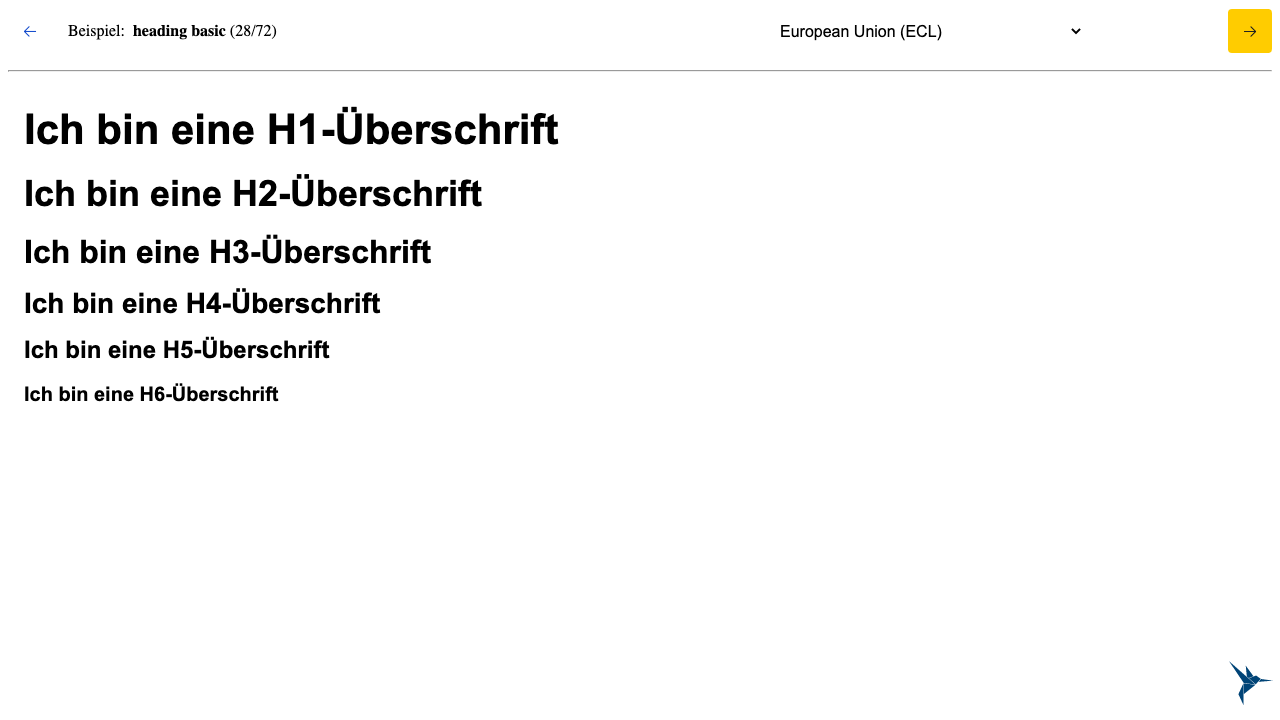 Beispiel: heading basic (28/72)
European Union (ECL)
Ich bin eine H1-Überschrift
Ich bin eine H2-Überschrift
Ich bin eine H3-Überschrift
Ich bin eine H4-Überschrift
Ich bin eine H5-Überschrift
Ich bin eine H6-Überschrift